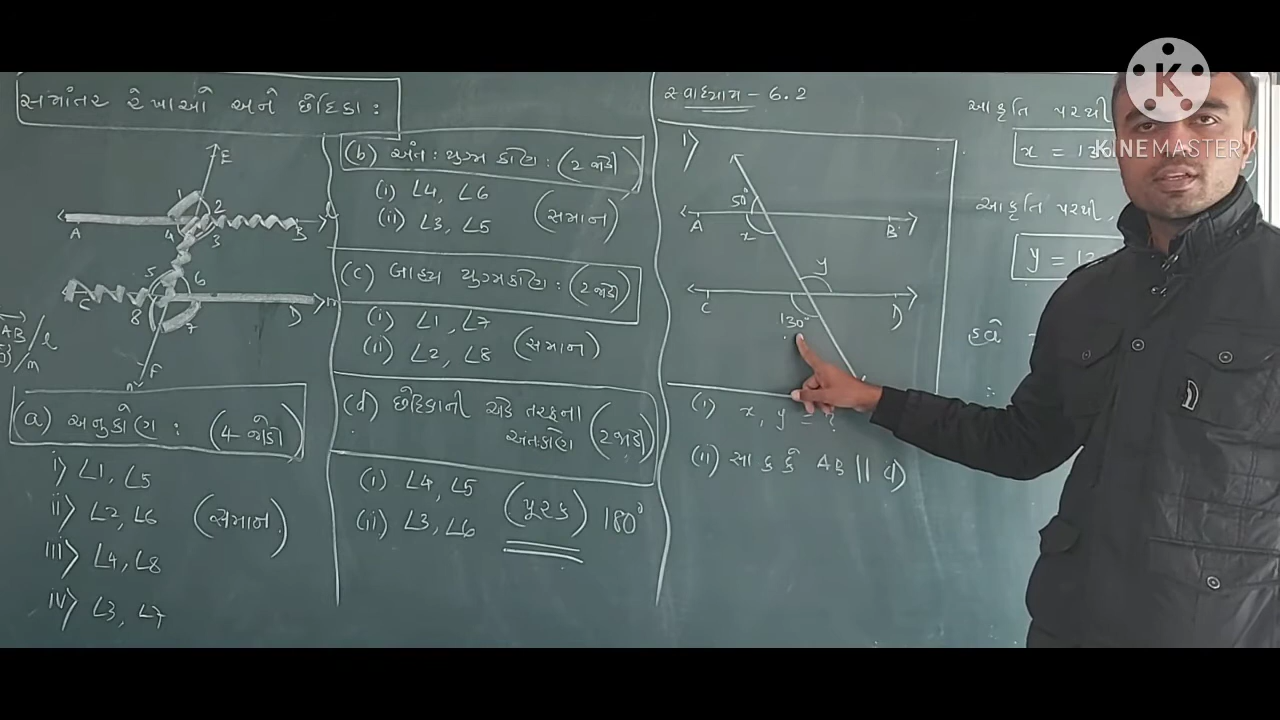 સમાંતર રેખાઓ અને છેદિકા :
E
1
2
l
A
4
3
B
5
6
C
8
7
D
m
F
n
AB / l
/ m
(a) અનુકોણ : (4 જોડી)
i) ∠1, ∠5
ii) ∠2, ∠6 (સમાન)
iii) ∠4, ∠8
iv) ∠3, ∠7
(b) અંત: યુગ્મકોણ : (2 જોડી)
(i) ∠4, ∠6
(ii) ∠3, ∠5 (સમાન)
(c) બાહ્ય યુગ્મકોણ : (2 જોડી)
(i) ∠1, ∠7
(ii) ∠2, ∠8 (સમાન)
(d) છેદિકાની એક તરફના
અંત:કોણ (2 જોડી)
(i) ∠4, ∠5
(ii) ∠3, ∠6 (પૂરક) 180°
સ્વાધ્યાય - 6.2
1)
50°
A
B
x
y
C
D
130°
(i) x, y = ?
(ii) સા. ક. કે AB ||
આકૃતિ પરથી
x = 130
આકૃતિ પરથી,
y =
હવે
∴
K
KINEMASTER